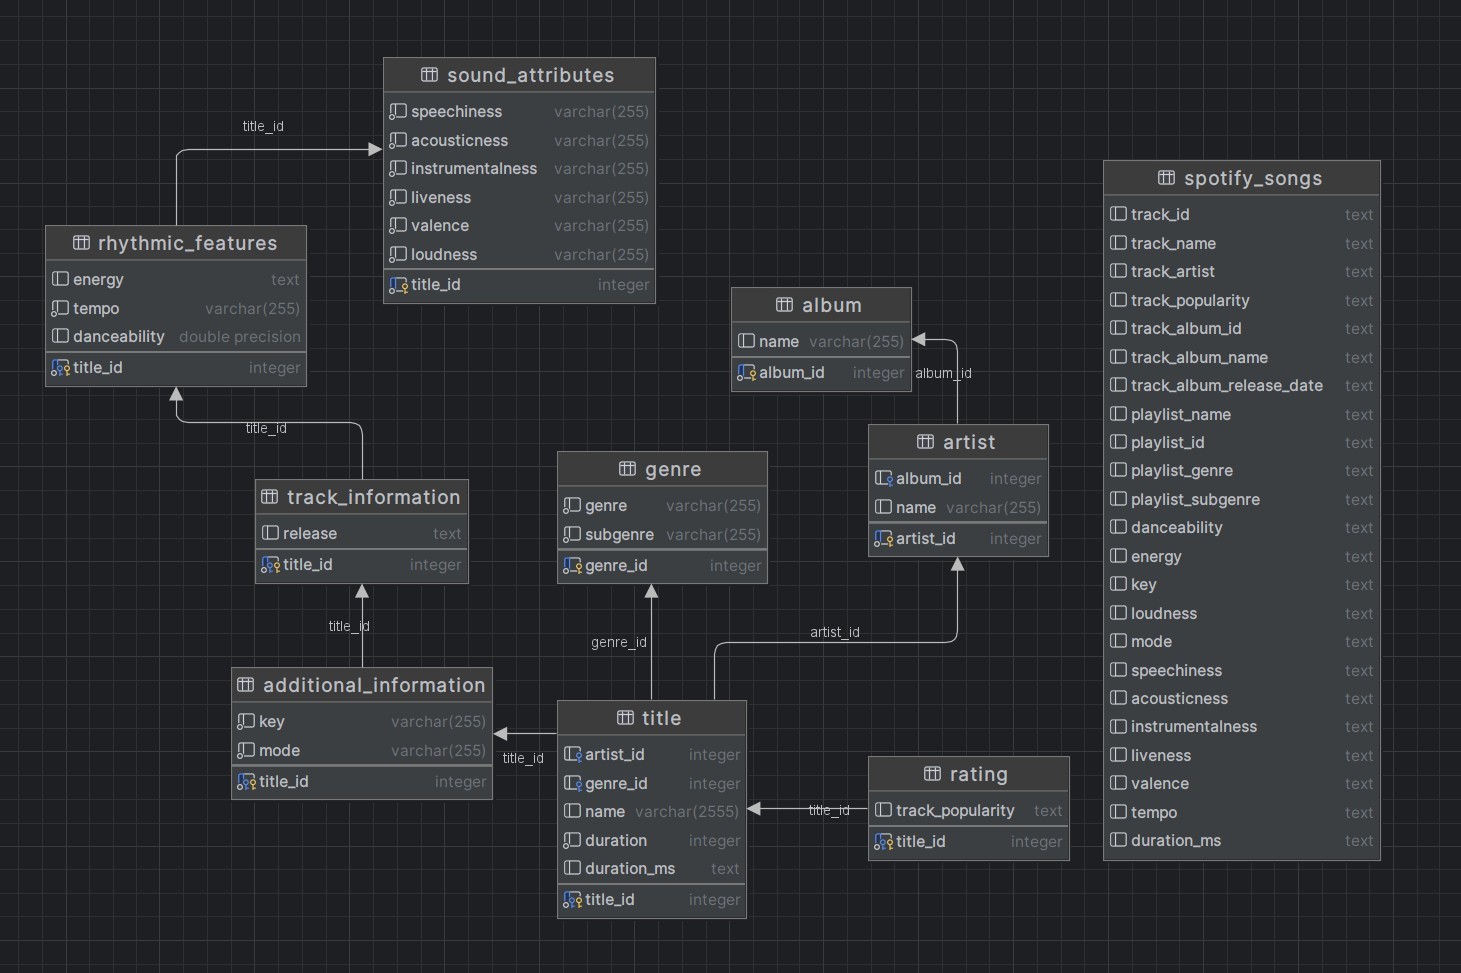 sound_attributes
speechiness varchar(255)
acousticness varchar(255)
instrumentalness varchar(255)
liveness varchar(255)
valence varchar(255)
loudness varchar(255)
title_id integer
title_id
rhythmic_features
energy text
tempo varchar(255)
danceability double precision
title_id integer
title_id
track_information
release text
title_id integer
title_id
additional_information
key varchar(255)
mode varchar(255)
title_id integer
title_id
genre
genre varchar(255)
subgenre varchar(255)
genre_id integer
genre_id
title
artist_id integer
genre_id integer
name varchar(2555)
duration integer
duration_ms text
title_id integer
album
name varchar(255)
album_id integer
album_id
artist
album_id integer
name varchar(255)
artist_id integer
artist_id
rating
track_popularity text
title_id integer
title_id
spotify_songs
track_id text
track_name text
track_artist text
track_popularity text
track_album_id text
track_album_name text
track_album_release_date text
playlist_name text
playlist_id text
playlist_genre text
playlist_subgenre text
danceability text
energy text
key text
loudness text
mode text
speechiness text
acousticness text
instrumentalness text
liveness text
valence text
tempo text
duration_ms text